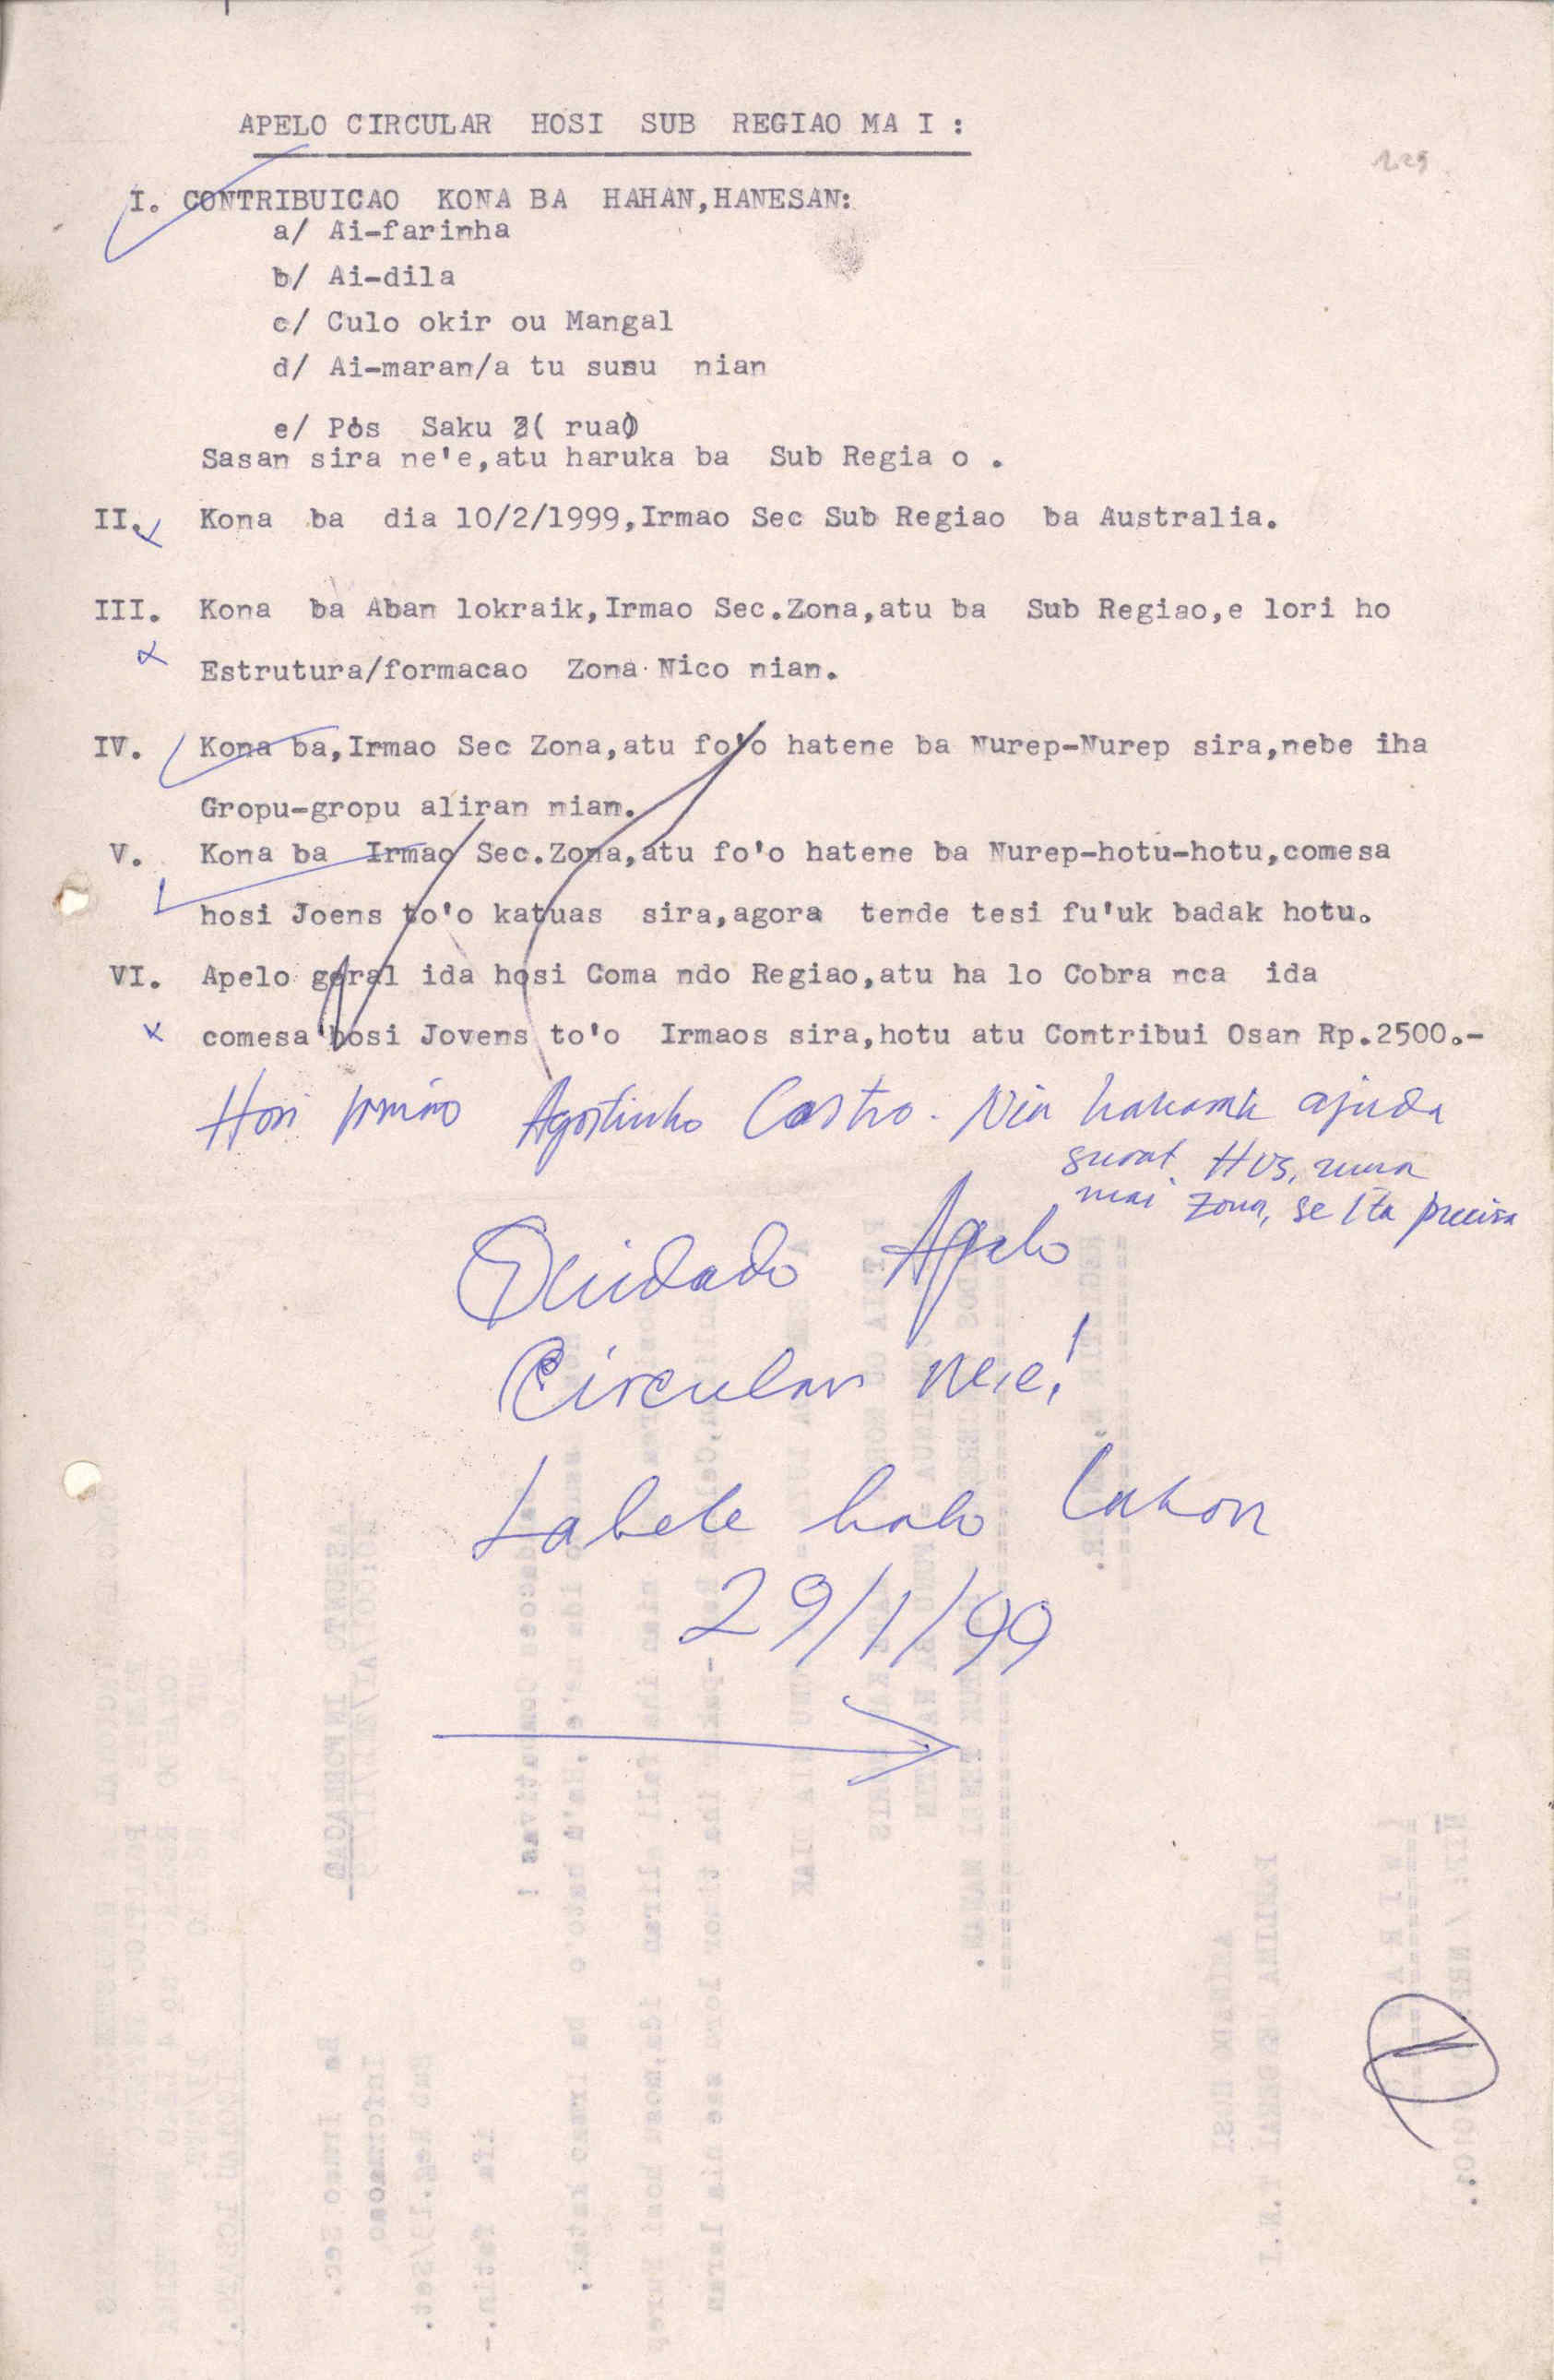 APELO CIRCULAR HOSI SUB REGIAO MA I :
I. CONTRIBUICAO KONA BA HAHAN,HANESAN:
a/ Ai-farinha
b/ Ai-dila
c/ Culo okir ou Mangal
d/ Ai-maran/a tu susu nian
e/ Pós Saku 2( rua)
Sasan sira ne'e,atu haruka ba Sub Regia o .
II. Kona ba dia 10/2/1999,Irmao Sec Sub Regiao ba Australia.
III. Kona ba Aban lokraik,Irmao Sec.Zona,atu ba Sub Regiao,e lori ho
Estrutura/formacao Zona Nico nian.
IV. Kona ba,Irmao Sec Zona,atu fo'o hatene ba Nurep-Nurep sira,nebe iha
Gropu-gropu aliran nian.
V. Kona ba Irmao Sec.Zona,atu fo'o hatene ba Nurep-hotu-hotu,comesa
hosi Joens to'o katuas sira,agora tende tesi fu'uk badak hotu.
VI. Apelo geral ida hosi Coma ndo Regiao,atu ha lo Cobra nca ida
comesa hosi Jovens to'o Irmaos sira,hotu atu Contribui Osan Rp.2500.-
Hosi Irmão Agostinho Castro. Nia ajuda
surat
mai Zona, se Ita precisa
Cuidado Apelo
Circular ne'e!
Labele halo lakon
29/1/99